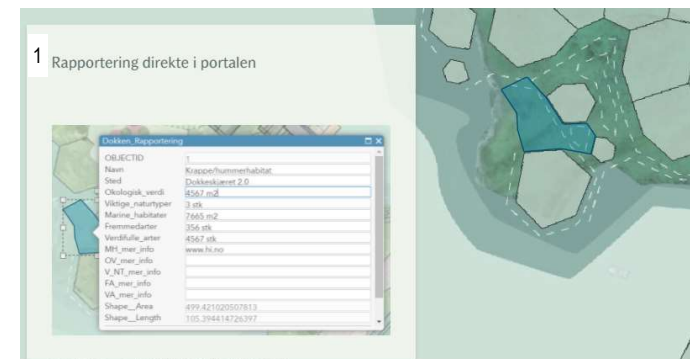 1 Rapportering direkte i portalen
Dokken_Rapportering
OBJECTID 1
Navn Krappe/hummerhabitat
Sted Dokkeskjæret 2.0
Okologisk_verdi 4567 m2
Viktige_naturtyper 3 stk
Marine_habitater 7665 m2
Fremmedarter 356 stk
Verdifulle_arter 4567 stk
MH_mer_info www.hi.no
OV_mer_info
V_NT_mer_info
FA_mer_info
VA_mer_info
Shape__Area 499.421020507813
Shape__Length 105.394414726397